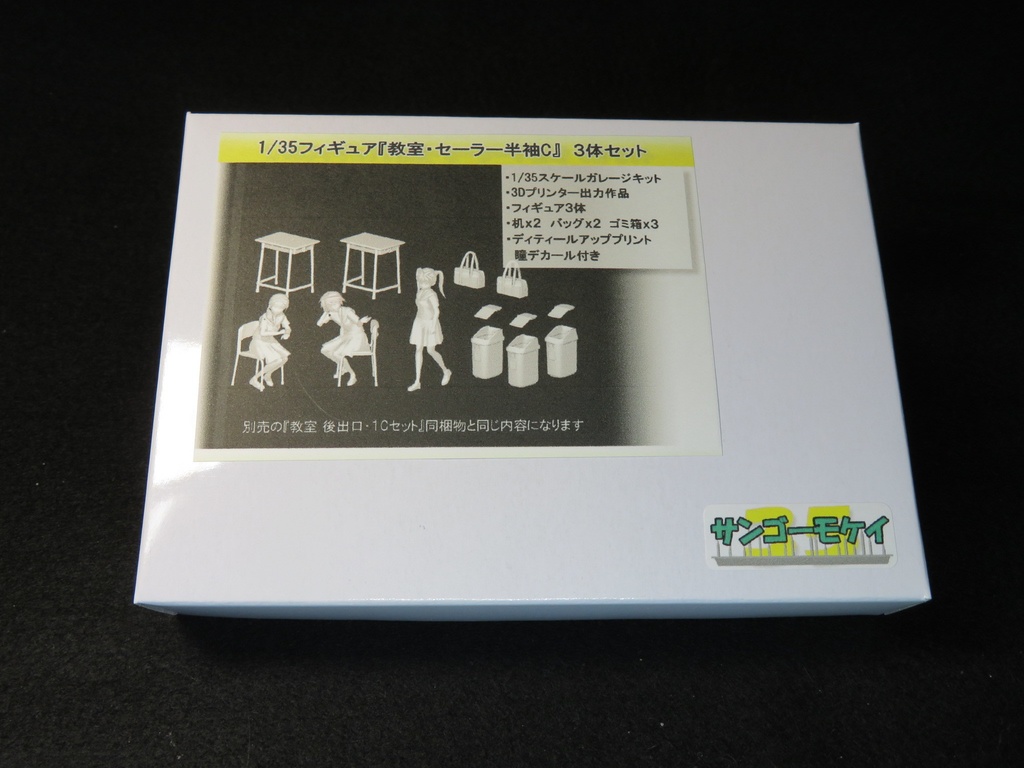 1/35フィギュア『教室・セーラー半袖C』 3体セット
・1/35スケールガレージキット
・3Dプリンター出力作品
・フィギュア3体
・机x2 バッグx2 ゴミ箱x3
・ディティールアッププリント
瞳デカール付き
別売の『教室 後出口・1Cセット』同梱物と同じ内容になります
サンゴーモケイ
35